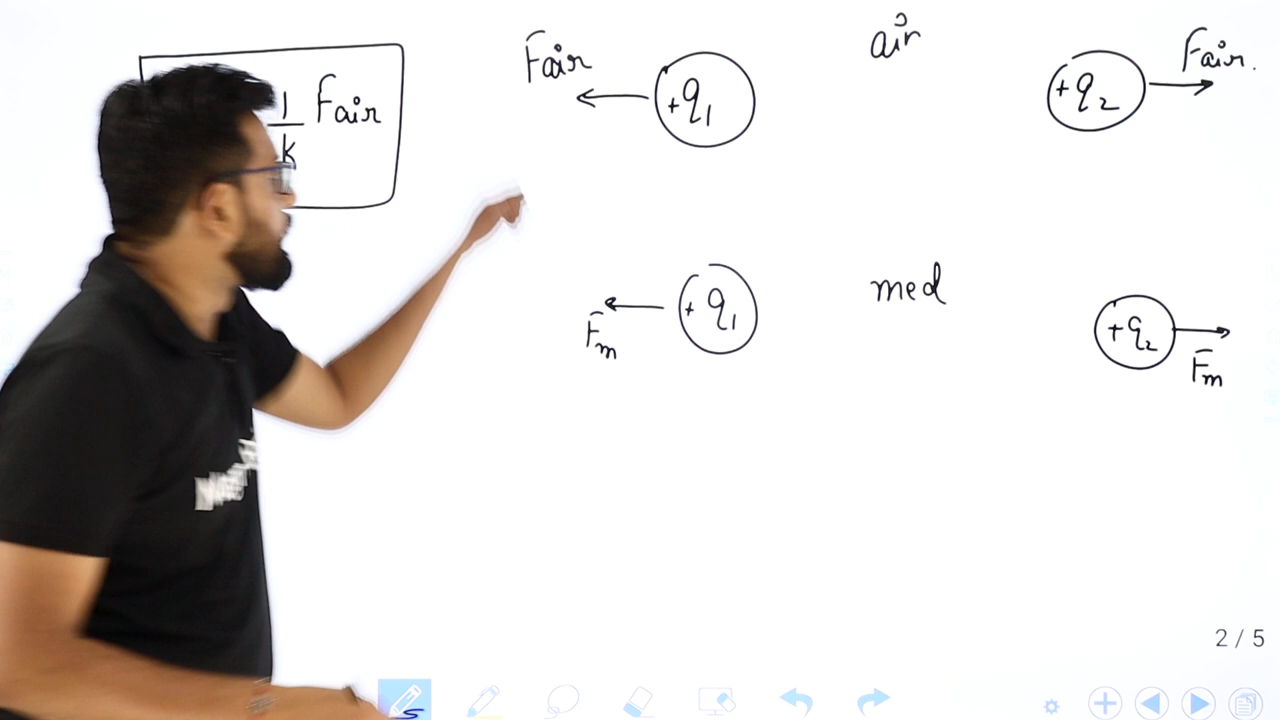 1/k Fair
Fair +q1 air +q2 Fair.
Fm +q1 med +q2 Fm
2 / 5